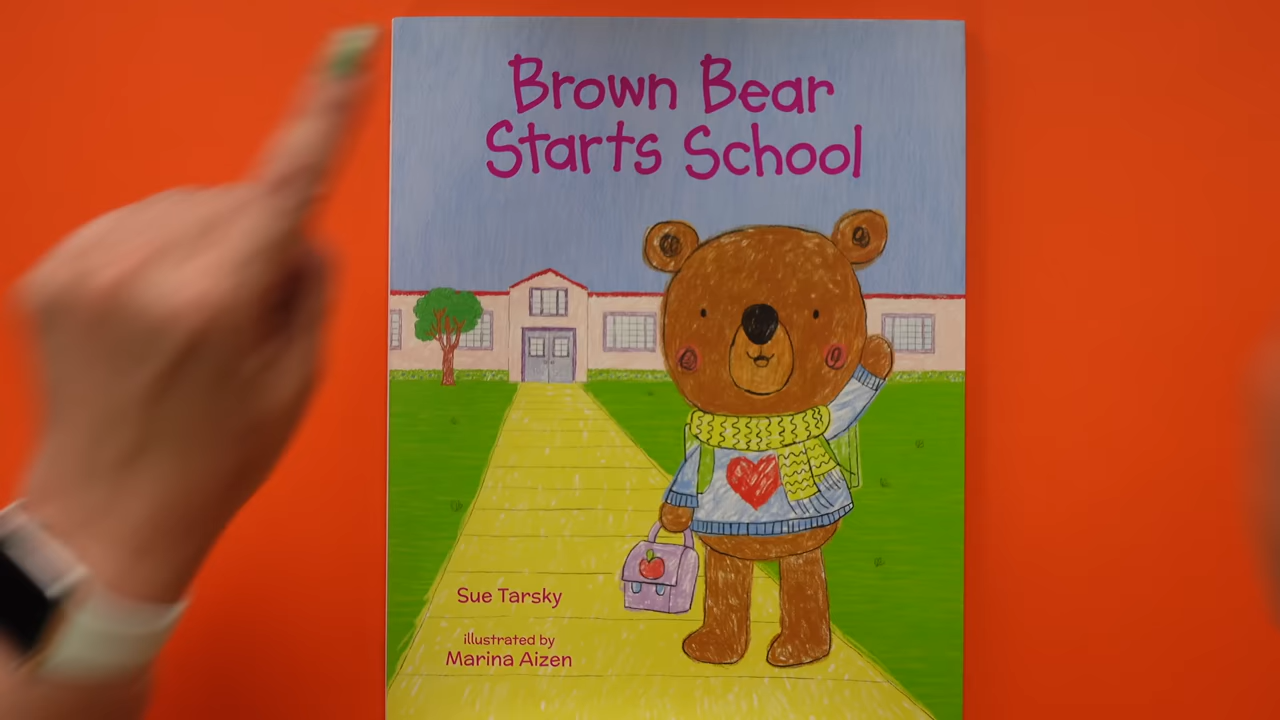 Brown Bear
Starts School
Sue Tarsky
illustrated by
Marina Aizen